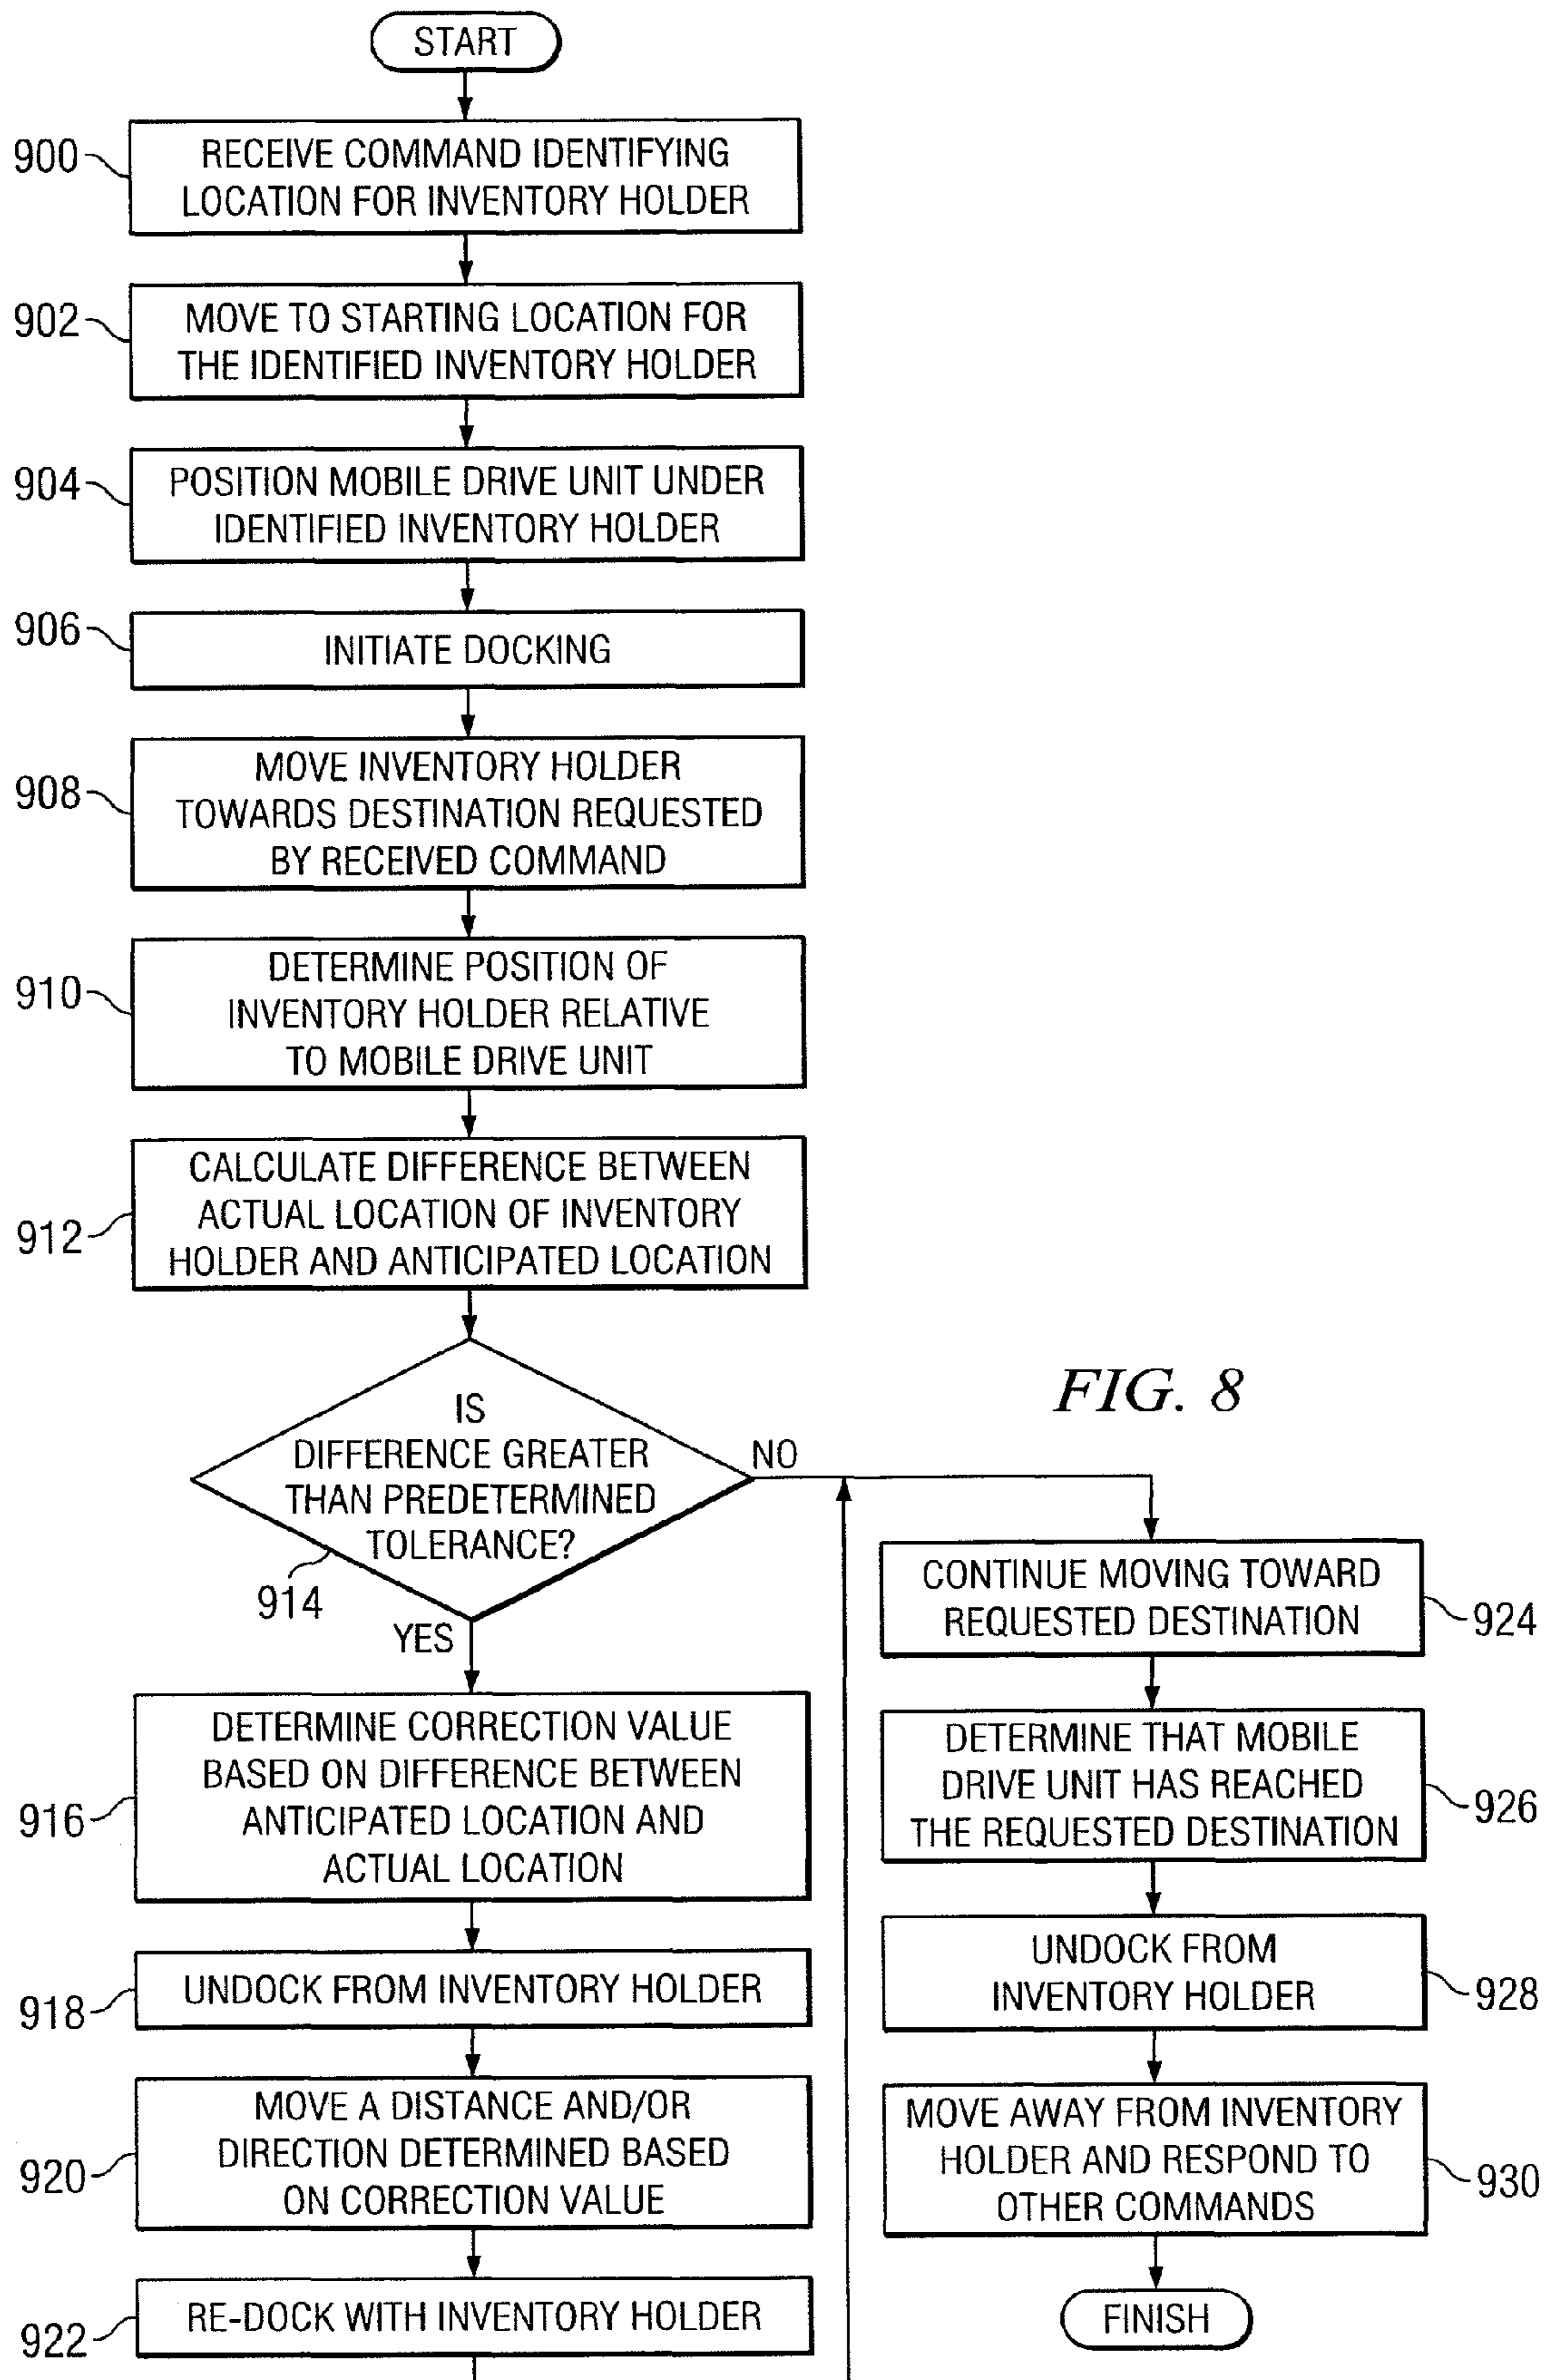 START
900
RECEIVE COMMAND IDENTIFYING
LOCATION FOR INVENTORY HOLDER
902
MOVE TO STARTING LOCATION FOR
THE IDENTIFIED INVENTORY HOLDER
904
POSITION MOBILE DRIVE UNIT UNDER
IDENTIFIED INVENTORY HOLDER
906
INITIATE DOCKING
908
MOVE INVENTORY HOLDER
TOWARDS DESTINATION REQUESTED
BY RECEIVED COMMAND
910
DETERMINE POSITION OF
INVENTORY HOLDER RELATIVE
TO MOBILE DRIVE UNIT
912
CALCULATE DIFFERENCE BETWEEN
ACTUAL LOCATION OF INVENTORY
HOLDER AND ANTICIPATED LOCATION
IS
DIFFERENCE GREATER
THAN PREDETERMINED
TOLERANCE?
914
NO
YES
916
DETERMINE CORRECTION VALUE
BASED ON DIFFERENCE BETWEEN
ANTICIPATED LOCATION AND
ACTUAL LOCATION
918
UNDOCK FROM INVENTORY HOLDER
920
MOVE A DISTANCE AND/OR
DIRECTION DETERMINED BASED
ON CORRECTION VALUE
922
RE-DOCK WITH INVENTORY HOLDER
FIG. 8
CONTINUE MOVING TOWARD
REQUESTED DESTINATION
924
DETERMINE THAT MOBILE
DRIVE UNIT HAS REACHED
THE REQUESTED DESTINATION
926
UNDOCK FROM
INVENTORY HOLDER
928
MOVE AWAY FROM INVENTORY
HOLDER AND RESPOND TO
OTHER COMMANDS
930
FINISH